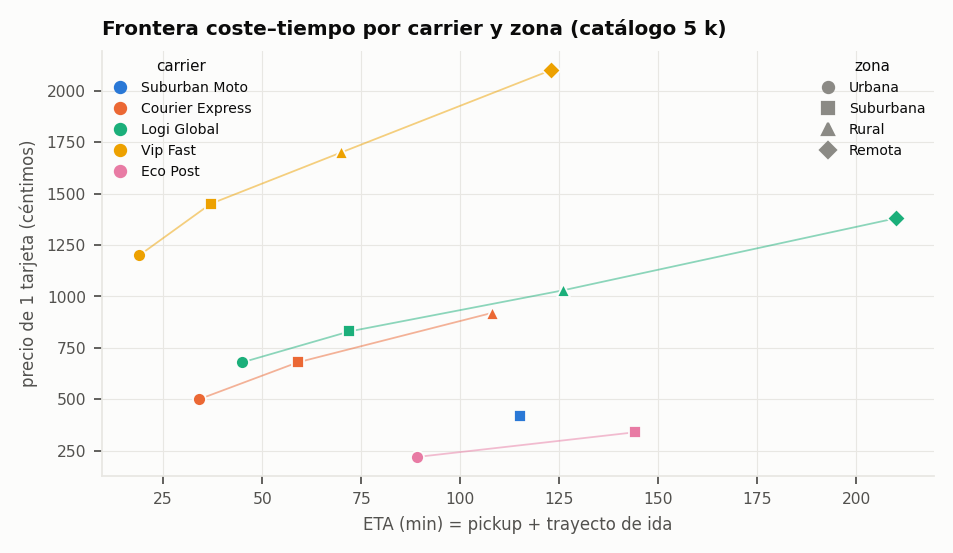 Frontera coste–tiempo por carrier y zona (catálogo 5 k)
carrier
Suburban Moto
Courier Express
Logi Global
Vip Fast
Eco Post
zona
Urbana
Suburbana
Rural
Remota
precio de 1 tarjeta (céntimos)
2000
1750
1500
1250
1000
750
500
250
25 50 75 100 125 150 175 200
ETA (min) = pickup + trayecto de ida